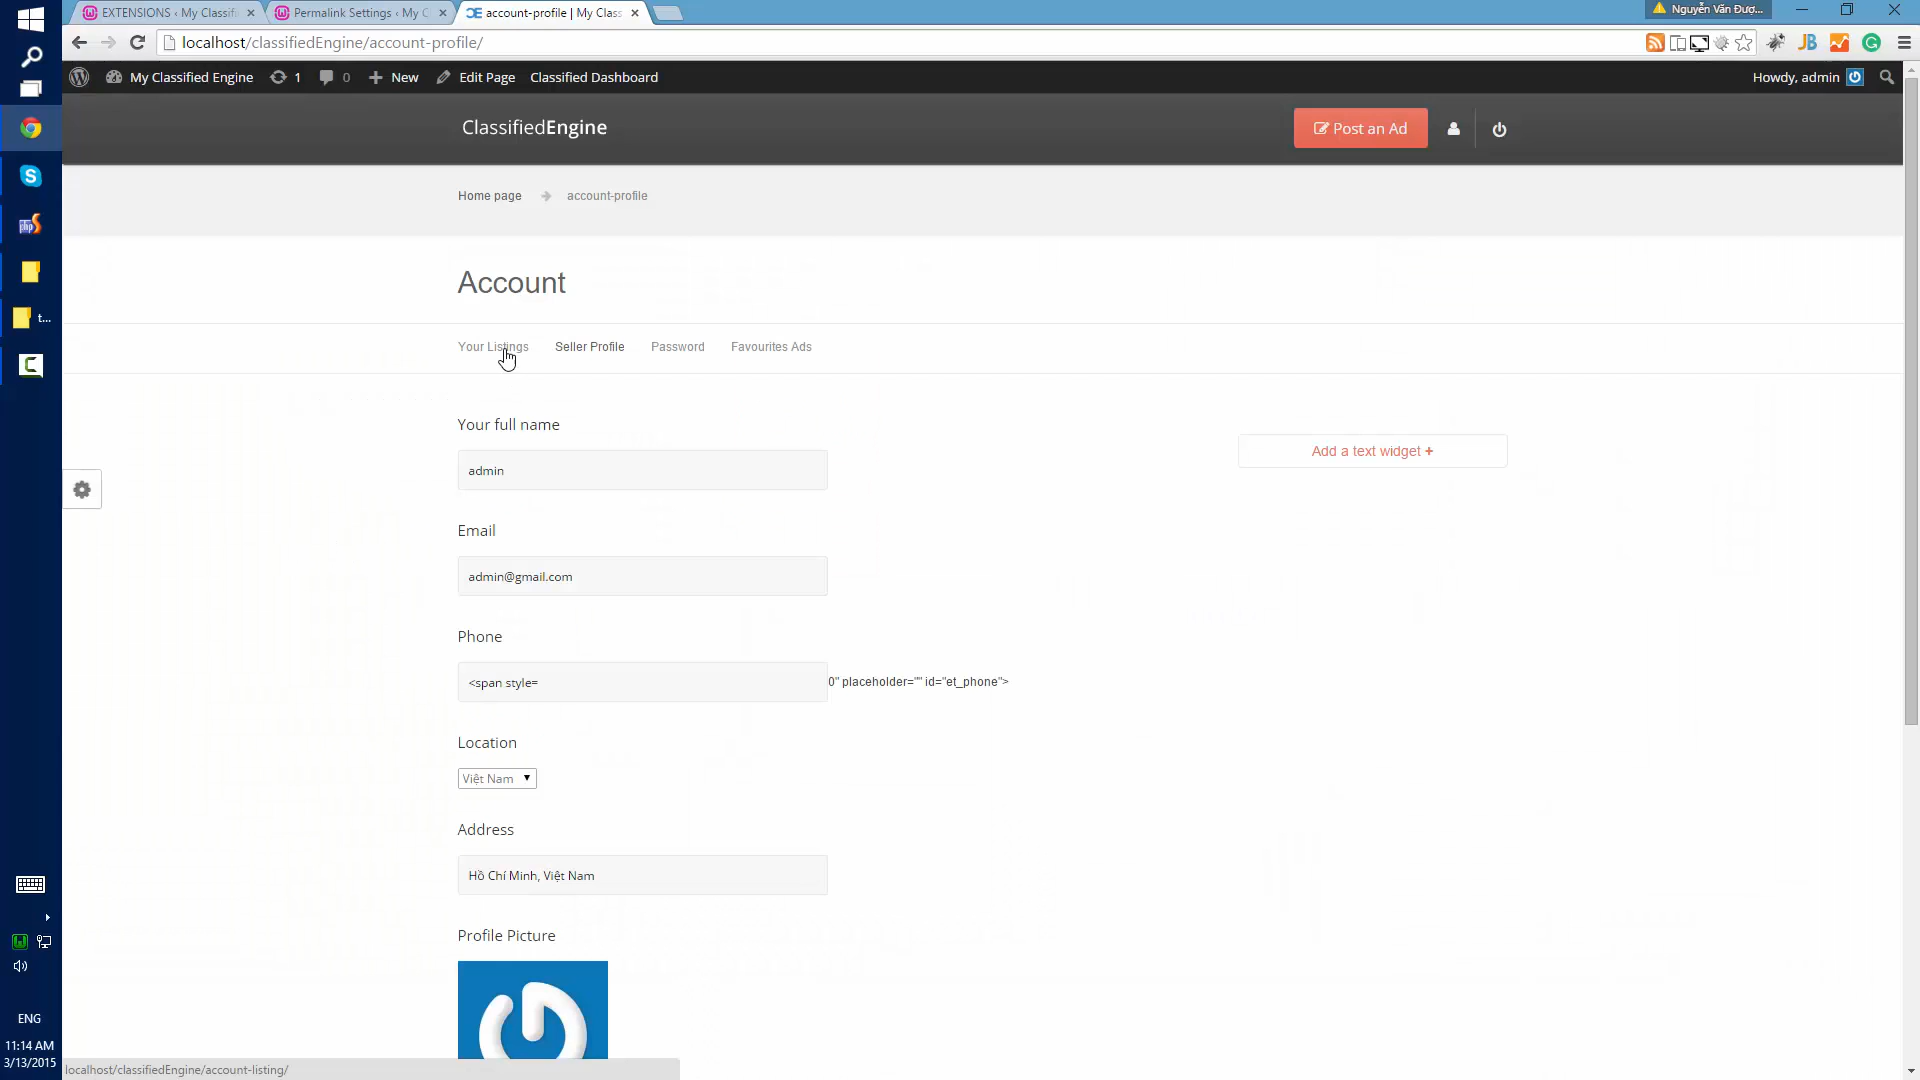 EXTENSIONS ‹ My Classifi
Permalink Settings ‹ My C
account-profile | My Class
Nguyễn Văn Đượ...
localhost/classifiedEngine/account-profile/
My Classified Engine
1
0
New
Edit Page
Classified Dashboard
Howdy, admin
ClassifiedEngine
Post an Ad
Home page
account-profile
Account
Your Listings
Seller Profile
Password
Favourites Ads
Your full name
admin
Add a text widget +
Email
admin@gmail.com
Phone
<span style=
0" placeholder="" id="et_phone">
Location
Việt Nam
Address
Hồ Chí Minh, Việt Nam
Profile Picture
t...
ENG
11:14 AM
3/13/2015
localhost/classifiedEngine/account-listing/